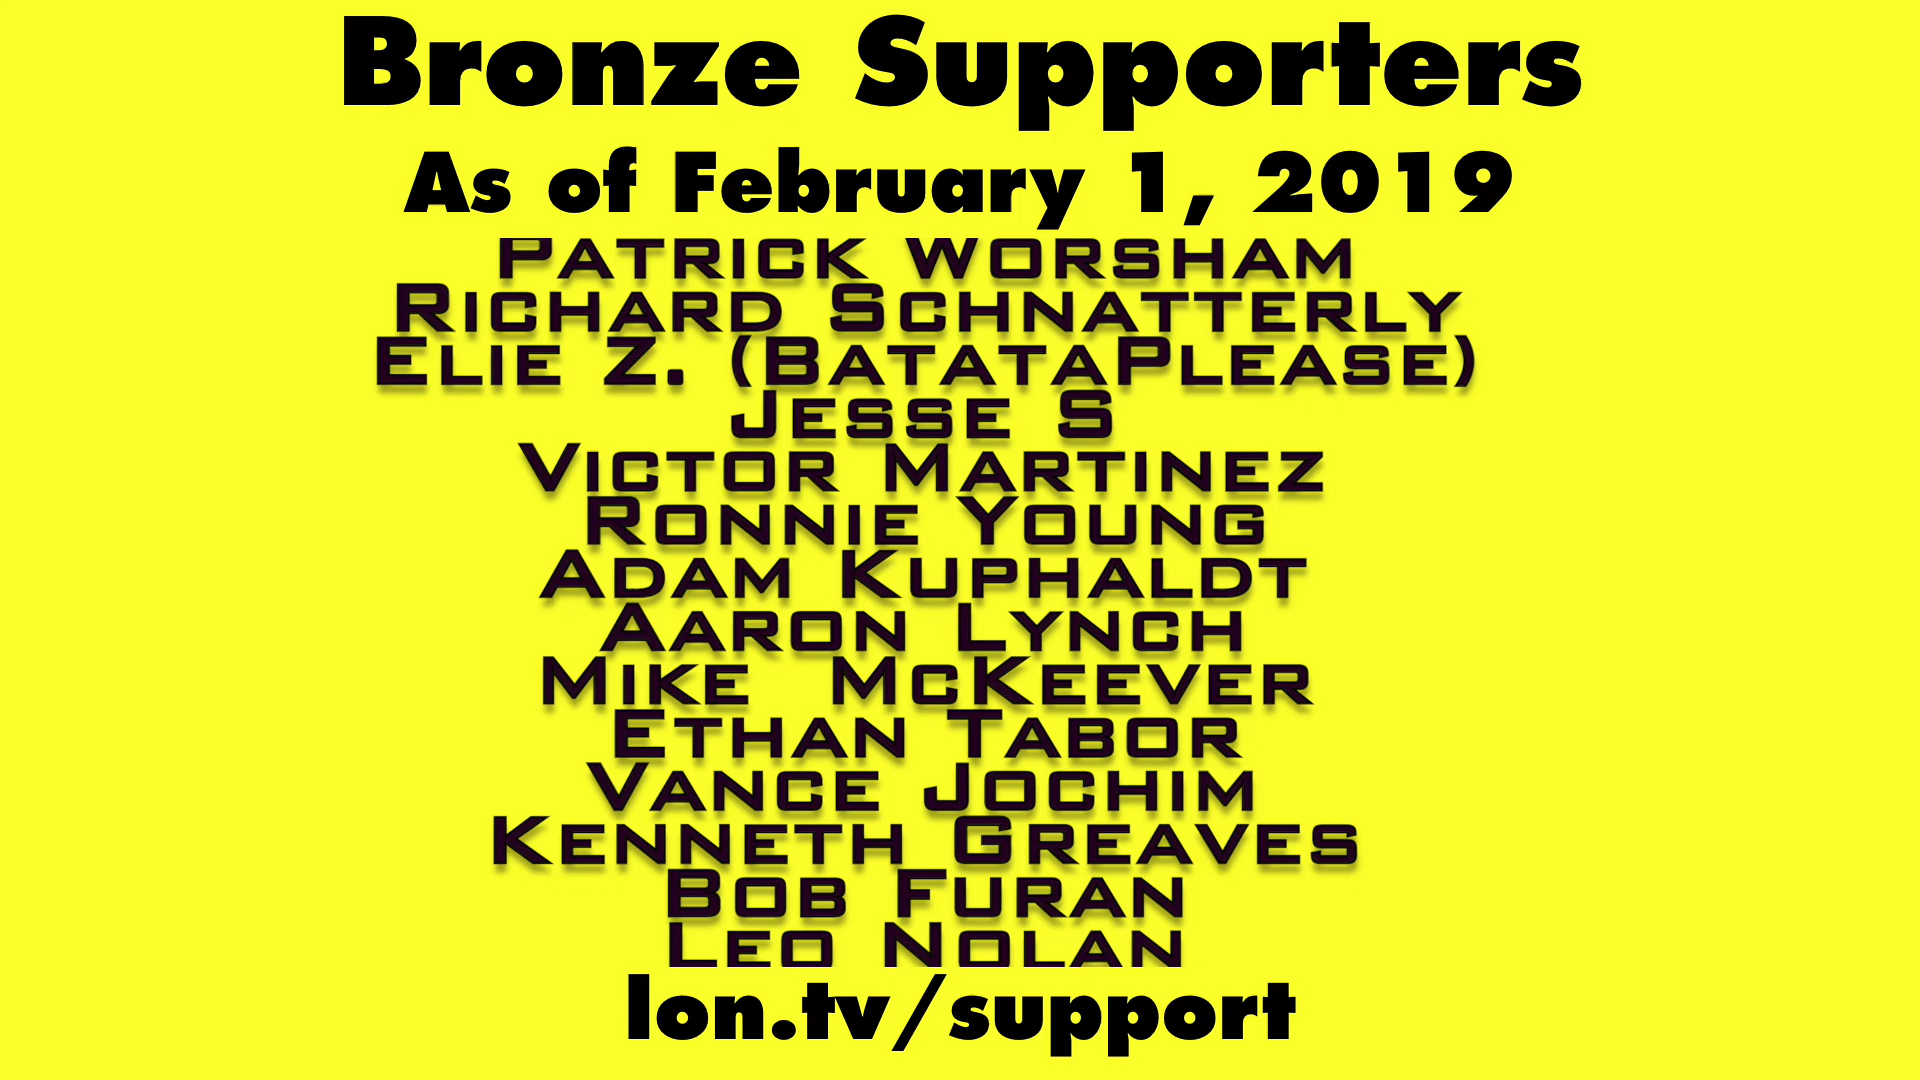 Bronze Supporters
As of February 1, 2019
Patrick Worsham
Richard Schnatterly
Elie Z. (BatataPlease)
Jesse S
Victor Martinez
Ronnie Young
Adam Kuphaldt
Aaron Lynch
Mike McKeever
Ethan Tabor
Vance Jochim
Kenneth Greaves
Bob Furan
Leo Nolan
lon.tv/support